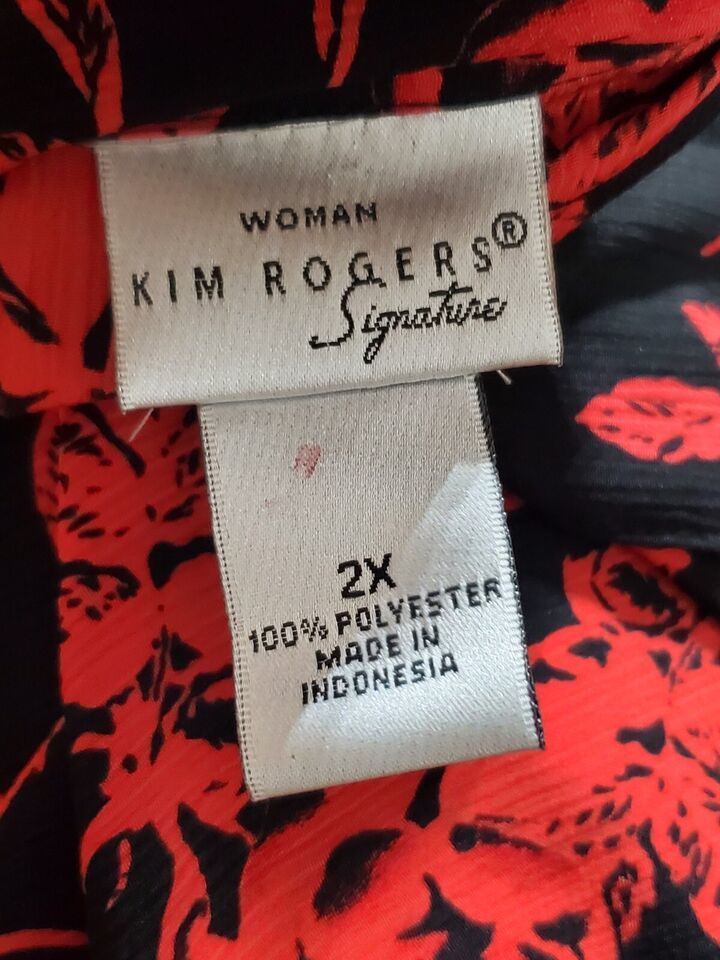 WOMAN
KIM ROGERS®
Signature
2X
100% POLYESTER
MADE IN
INDONESIA